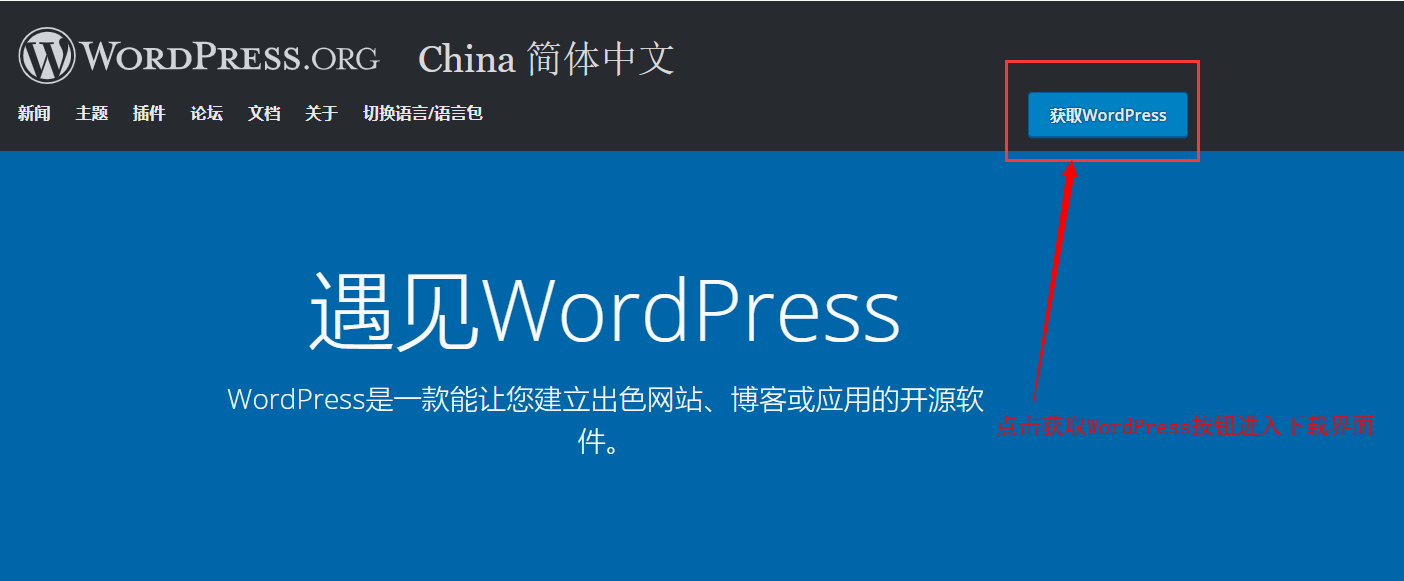 WORDPRESS.ORG China 简体中文
新闻 主题 插件 论坛 文档 关于 切换语言/语言包
获取WordPress
遇见WordPress
WordPress是一款能让您建立出色网站、博客或应用的开源软
件。
点击获取WordPress按钮进入下载界面